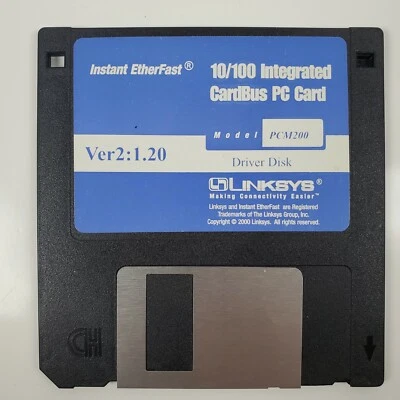 Instant EtherFast®
10/100 Integrated
CardBus PC Card
Model PCM200
Ver2:1.20
Driver Disk
LINKSYS®
Making Connectivity Easier™
Linksys and Instant EtherFast are Registered
Trademarks of The Linksys Group, Inc.
Copyright © 2000 Linksys. All rights reserved.